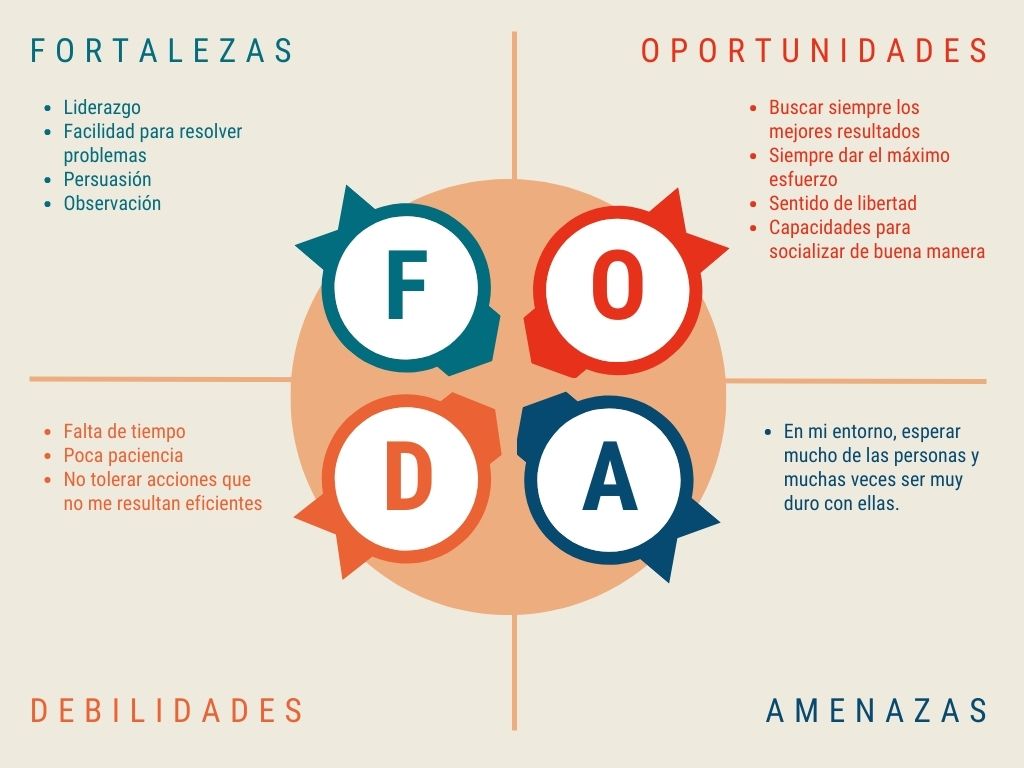 FORTALEZAS
Liderazgo
Facilidad para resolver
problemas
Persuasión
Observación
OPORTUNIDADES
Buscar siempre los
mejores resultados
Siempre dar el máximo
esfuerzo
Sentido de libertad
Capacidades para
socializar de buena manera
F
O
D
A
Falta de tiempo
Poca paciencia
No tolerar acciones que
no me resultan eficientes
DEBILIDADES
En mi entorno, esperar
mucho de las personas y
muchas veces ser muy
duro con ellas.
AMENAZAS